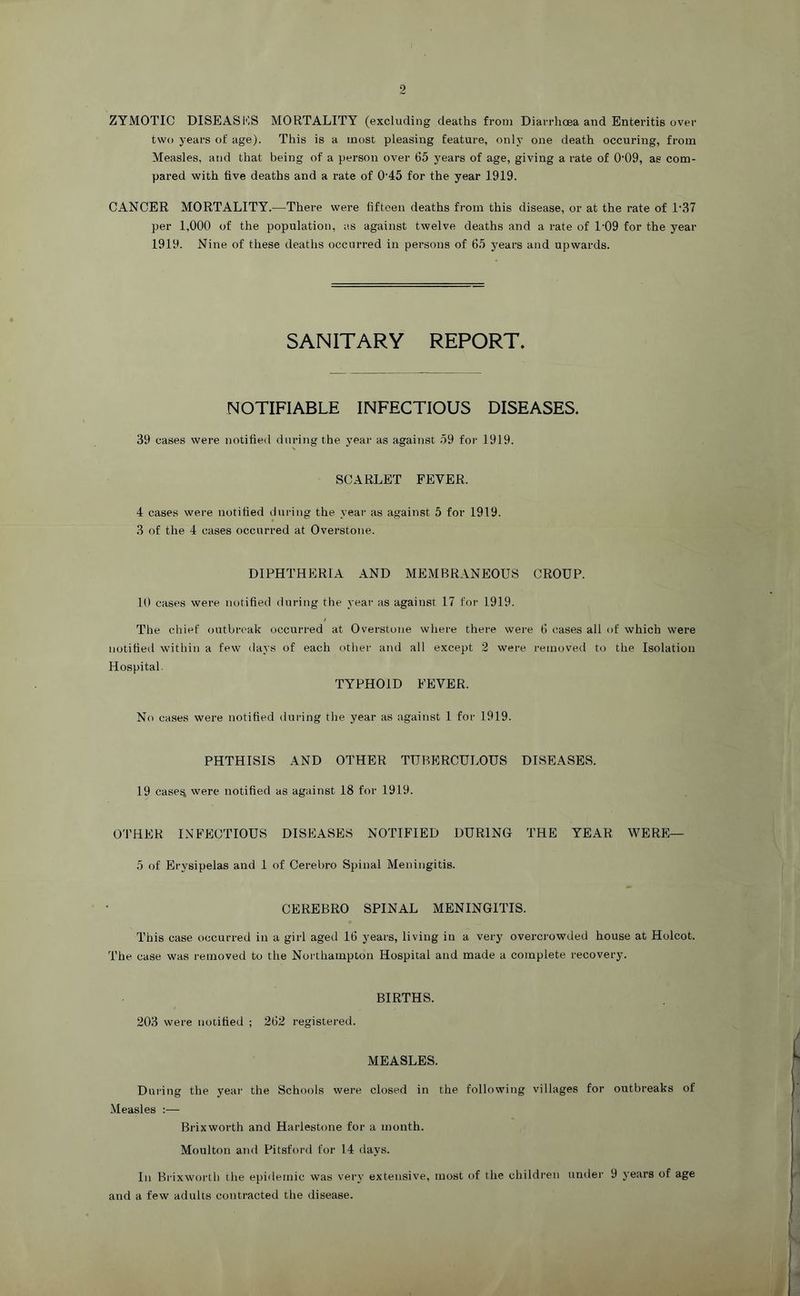 2
ZYMOTIC DISEASES MORTALITY (excluding deaths from Diarrhœa and Enteritis over
two years of age). This is a most pleasing feature, only one death occuring, from
Measles, and that being of a person over 65 years of age, giving a rate of 0·09, as com-
pared with five deaths and a rate of 0·45 for the year 1919.
CANCER MORTALITY.—There were fifteen deaths from this disease, or at the rate of 1·37
per 1,000 of the population, as against twelve deaths and a rate of 1·09 for the year
1919. Nine of these deaths occurred in persons of 65 years and upwards.
SANITARY REPORT.
NOTIFIABLE INFECTIOUS DISEASES.
39 cases were notified during the year as against 59 for 1919.
SCARLET FEVER.
4 cases were notified during the year as against 5 for 1919.
3 of the 4 cases occurred at Overstone.
DIPHTHERIA AND MEMBRANEOUS CROUP.
10 cases were notified during the year as against 17 for 1919.
The chief outbreak occurred at Overstone where there were 6 cases all of which were
notified within a few days of each other and all except 2 were removed to the Isolation
Hospital.
TYPHOID FEVER.
No cases were notified during the year as against 1 for 1919.
PHTHISIS AND OTHER TUBERCULOUS DISEASES.
19 cases, were notified as against 18 for 1919.
OTHER INFECTIOUS DISEASES NOTIFIED DURING THE YEAR WERE—
5 of Erysipelas and 1 of Cerebro Spinal Meningitis.
CEREBRO SPINAL MENINGITIS.
This case occurred in a girl aged 16 years, living in a very overcrowded house at Holcot.
The case was removed to the Northampton Hospital and made a complete recovery.
BIRTHS.
203 were notified ; 262 registered.
MEASLES.
During the year the Schools were closed in the following villages for outbreaks of
Measles :—
Brixworth and Harlestone for a month.
Moulton and Pitsford for 14 days.
In Brixworth the epidemic was very extensive, most of the children under 9 years of age
and a few adults contracted the disease.